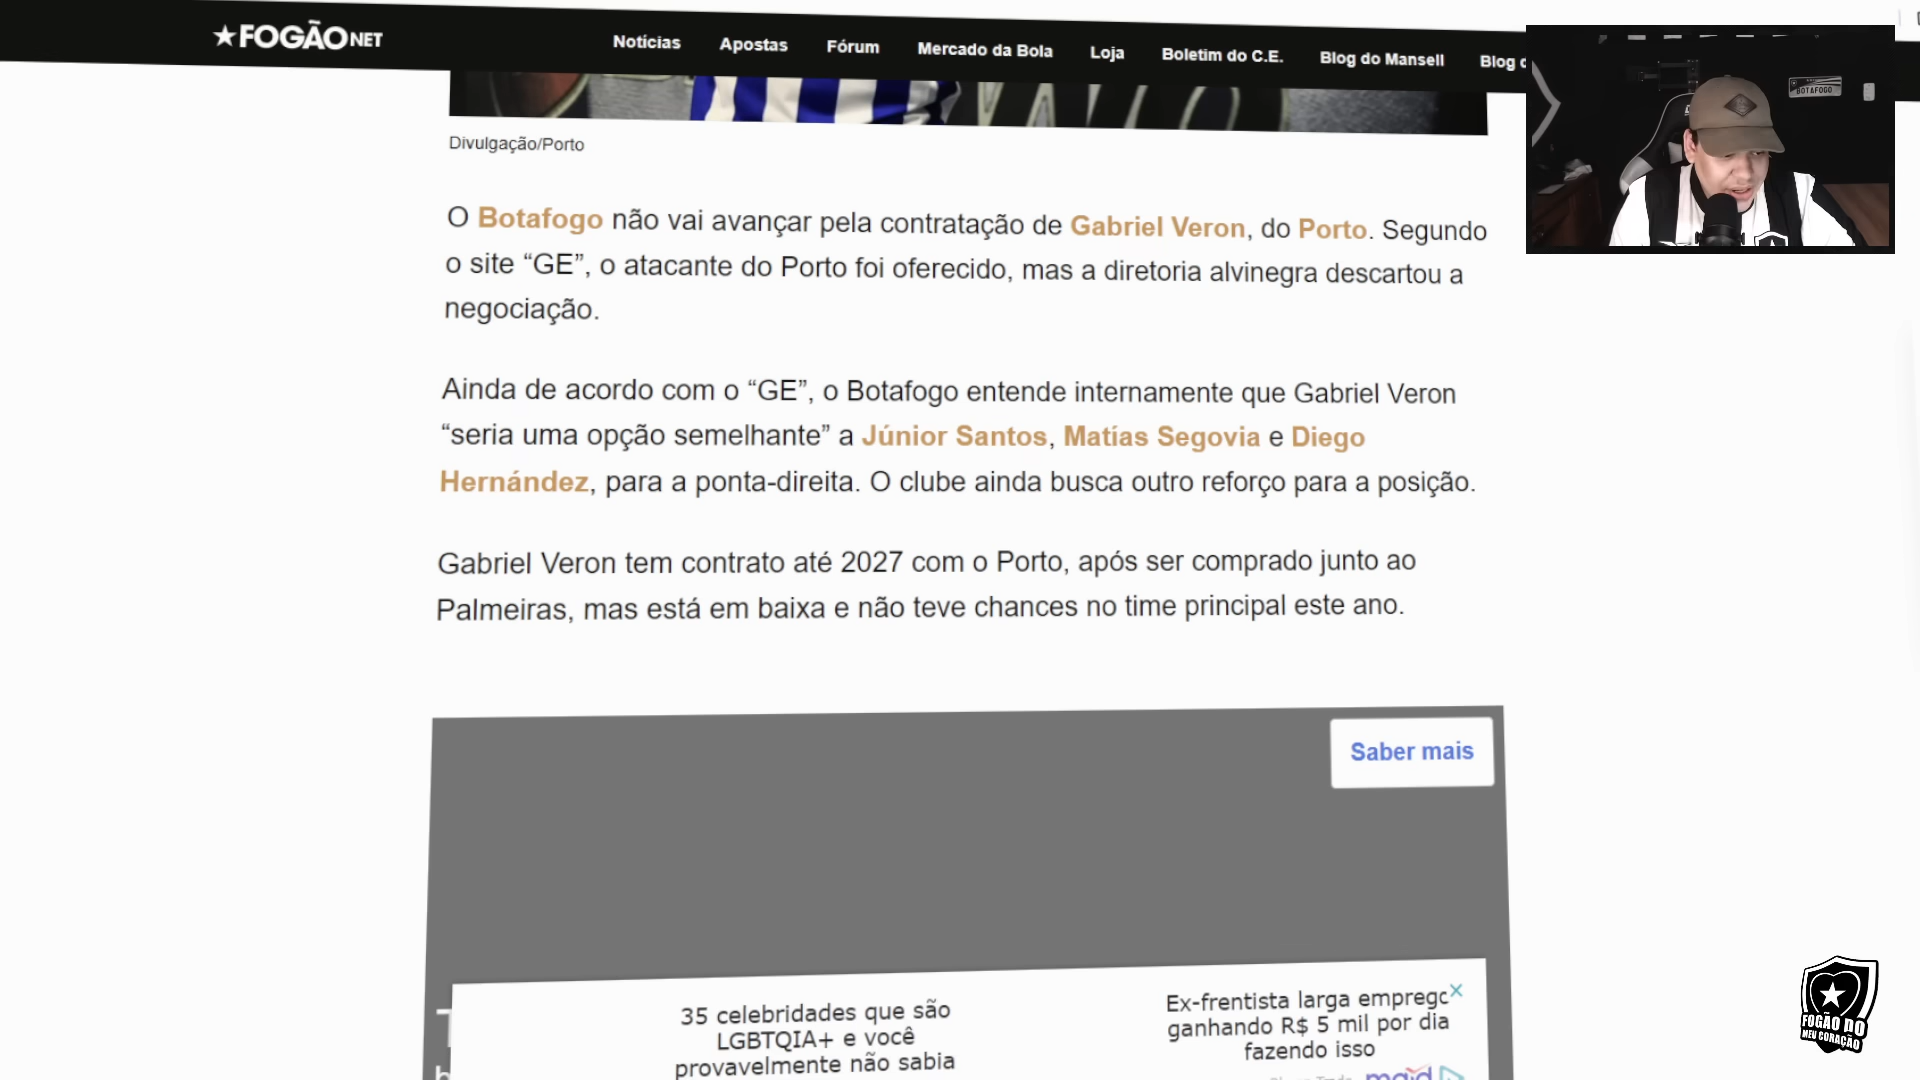 ★FOGÃONET
Notícias Apostas Fórum Mercado da Bola Loja Boletim do C.E. Blog do Mansell Blog
BOTAFOGO
Divulgação/Porto
O Botafogo não vai avançar pela contratação de Gabriel Veron, do Porto. Segundo
o site “GE”, o atacante do Porto foi oferecido, mas a diretoria alvinegra descartou a
negociação.
Ainda de acordo com o “GE”, o Botafogo entende internamente que Gabriel Veron
“seria uma opção semelhante” a Júnior Santos, Matías Segovia e Diego
Hernández, para a ponta-direita. O clube ainda busca outro reforço para a posição.
Gabriel Veron tem contrato até 2027 com o Porto, após ser comprado junto ao
Palmeiras, mas está em baixa e não teve chances no time principal este ano.
Saber mais
35 celebridades que são
LGBTQIA+ e você
provavelmente não sabia
Ex-frentista larga emprego
ganhando R$ 5 mil por dia
fazendo isso
FOGÃO DO
MEU CORAÇÃO